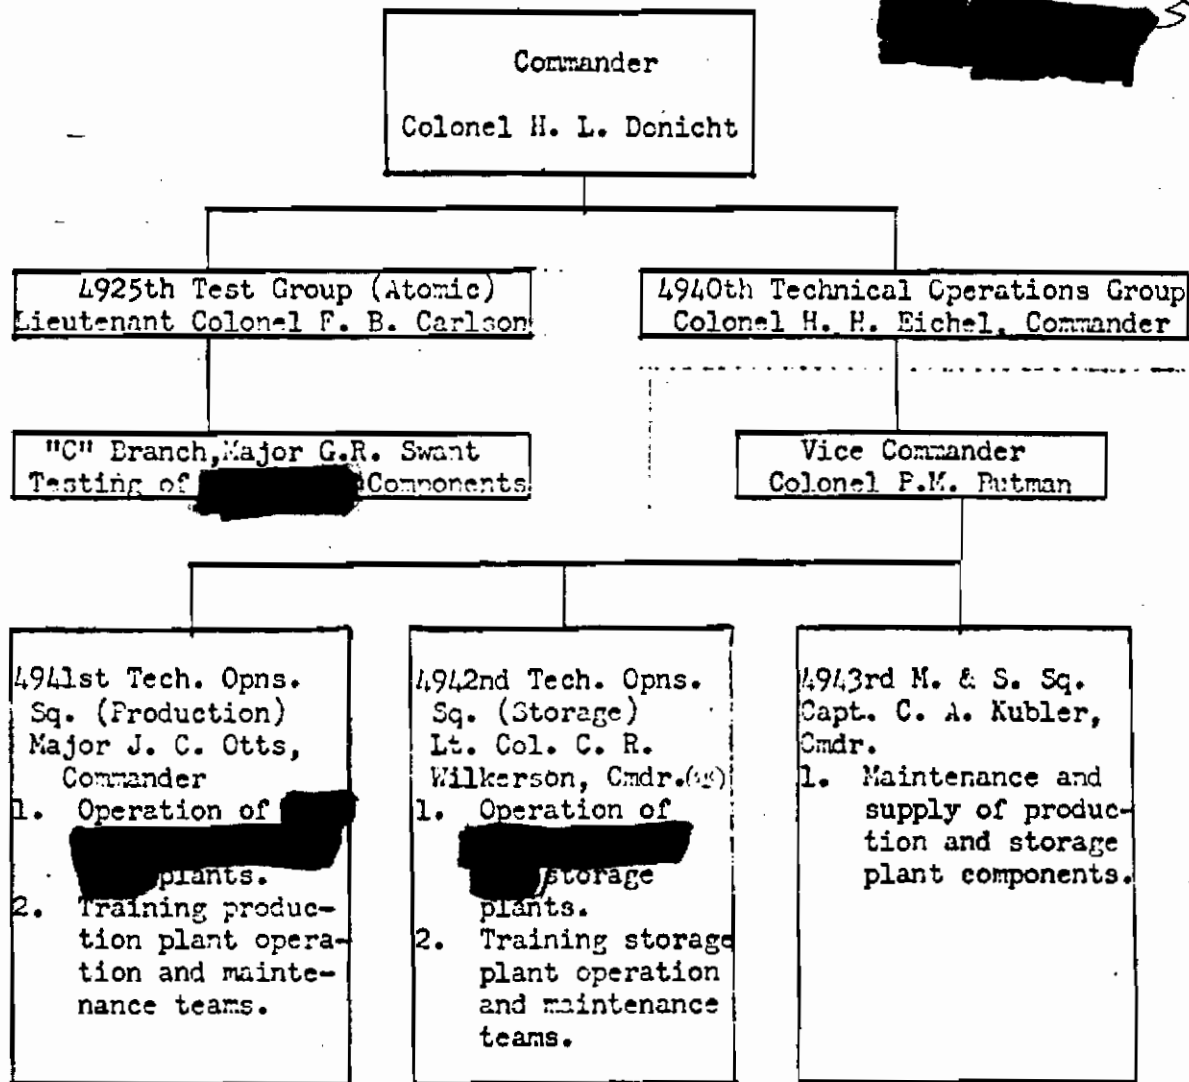 Commander
Colonel H. L. Donicht
4925th Test Group (Atomic)
Lieutenant Colonel F. B. Carlson
4940th Technical Operations Group
Colonel H. H. Eichel, Commander
"C" Branch, Major G.R. Swant
Testing of Components
Vice Commander
Colonel P.M. Putman
4941st Tech. Opns.
Sq. (Production)
Major J. C. Otts,
Commander
1. Operation of
plants.
2. Training produc-
tion plant opera-
tion and mainte-
nance teams.
4942nd Tech. Opns.
Sq. (Storage)
Lt. Col. C. R.
Wilkerson, Cmdr.
1. Operation of
storage
plants.
2. Training storage
plant operation
and maintenance
teams.
4943rd M. & S. Sq.
Capt. C. A. Kubler,
Cmdr.
1. Maintenance and
supply of produc-
tion and storage
plant components.